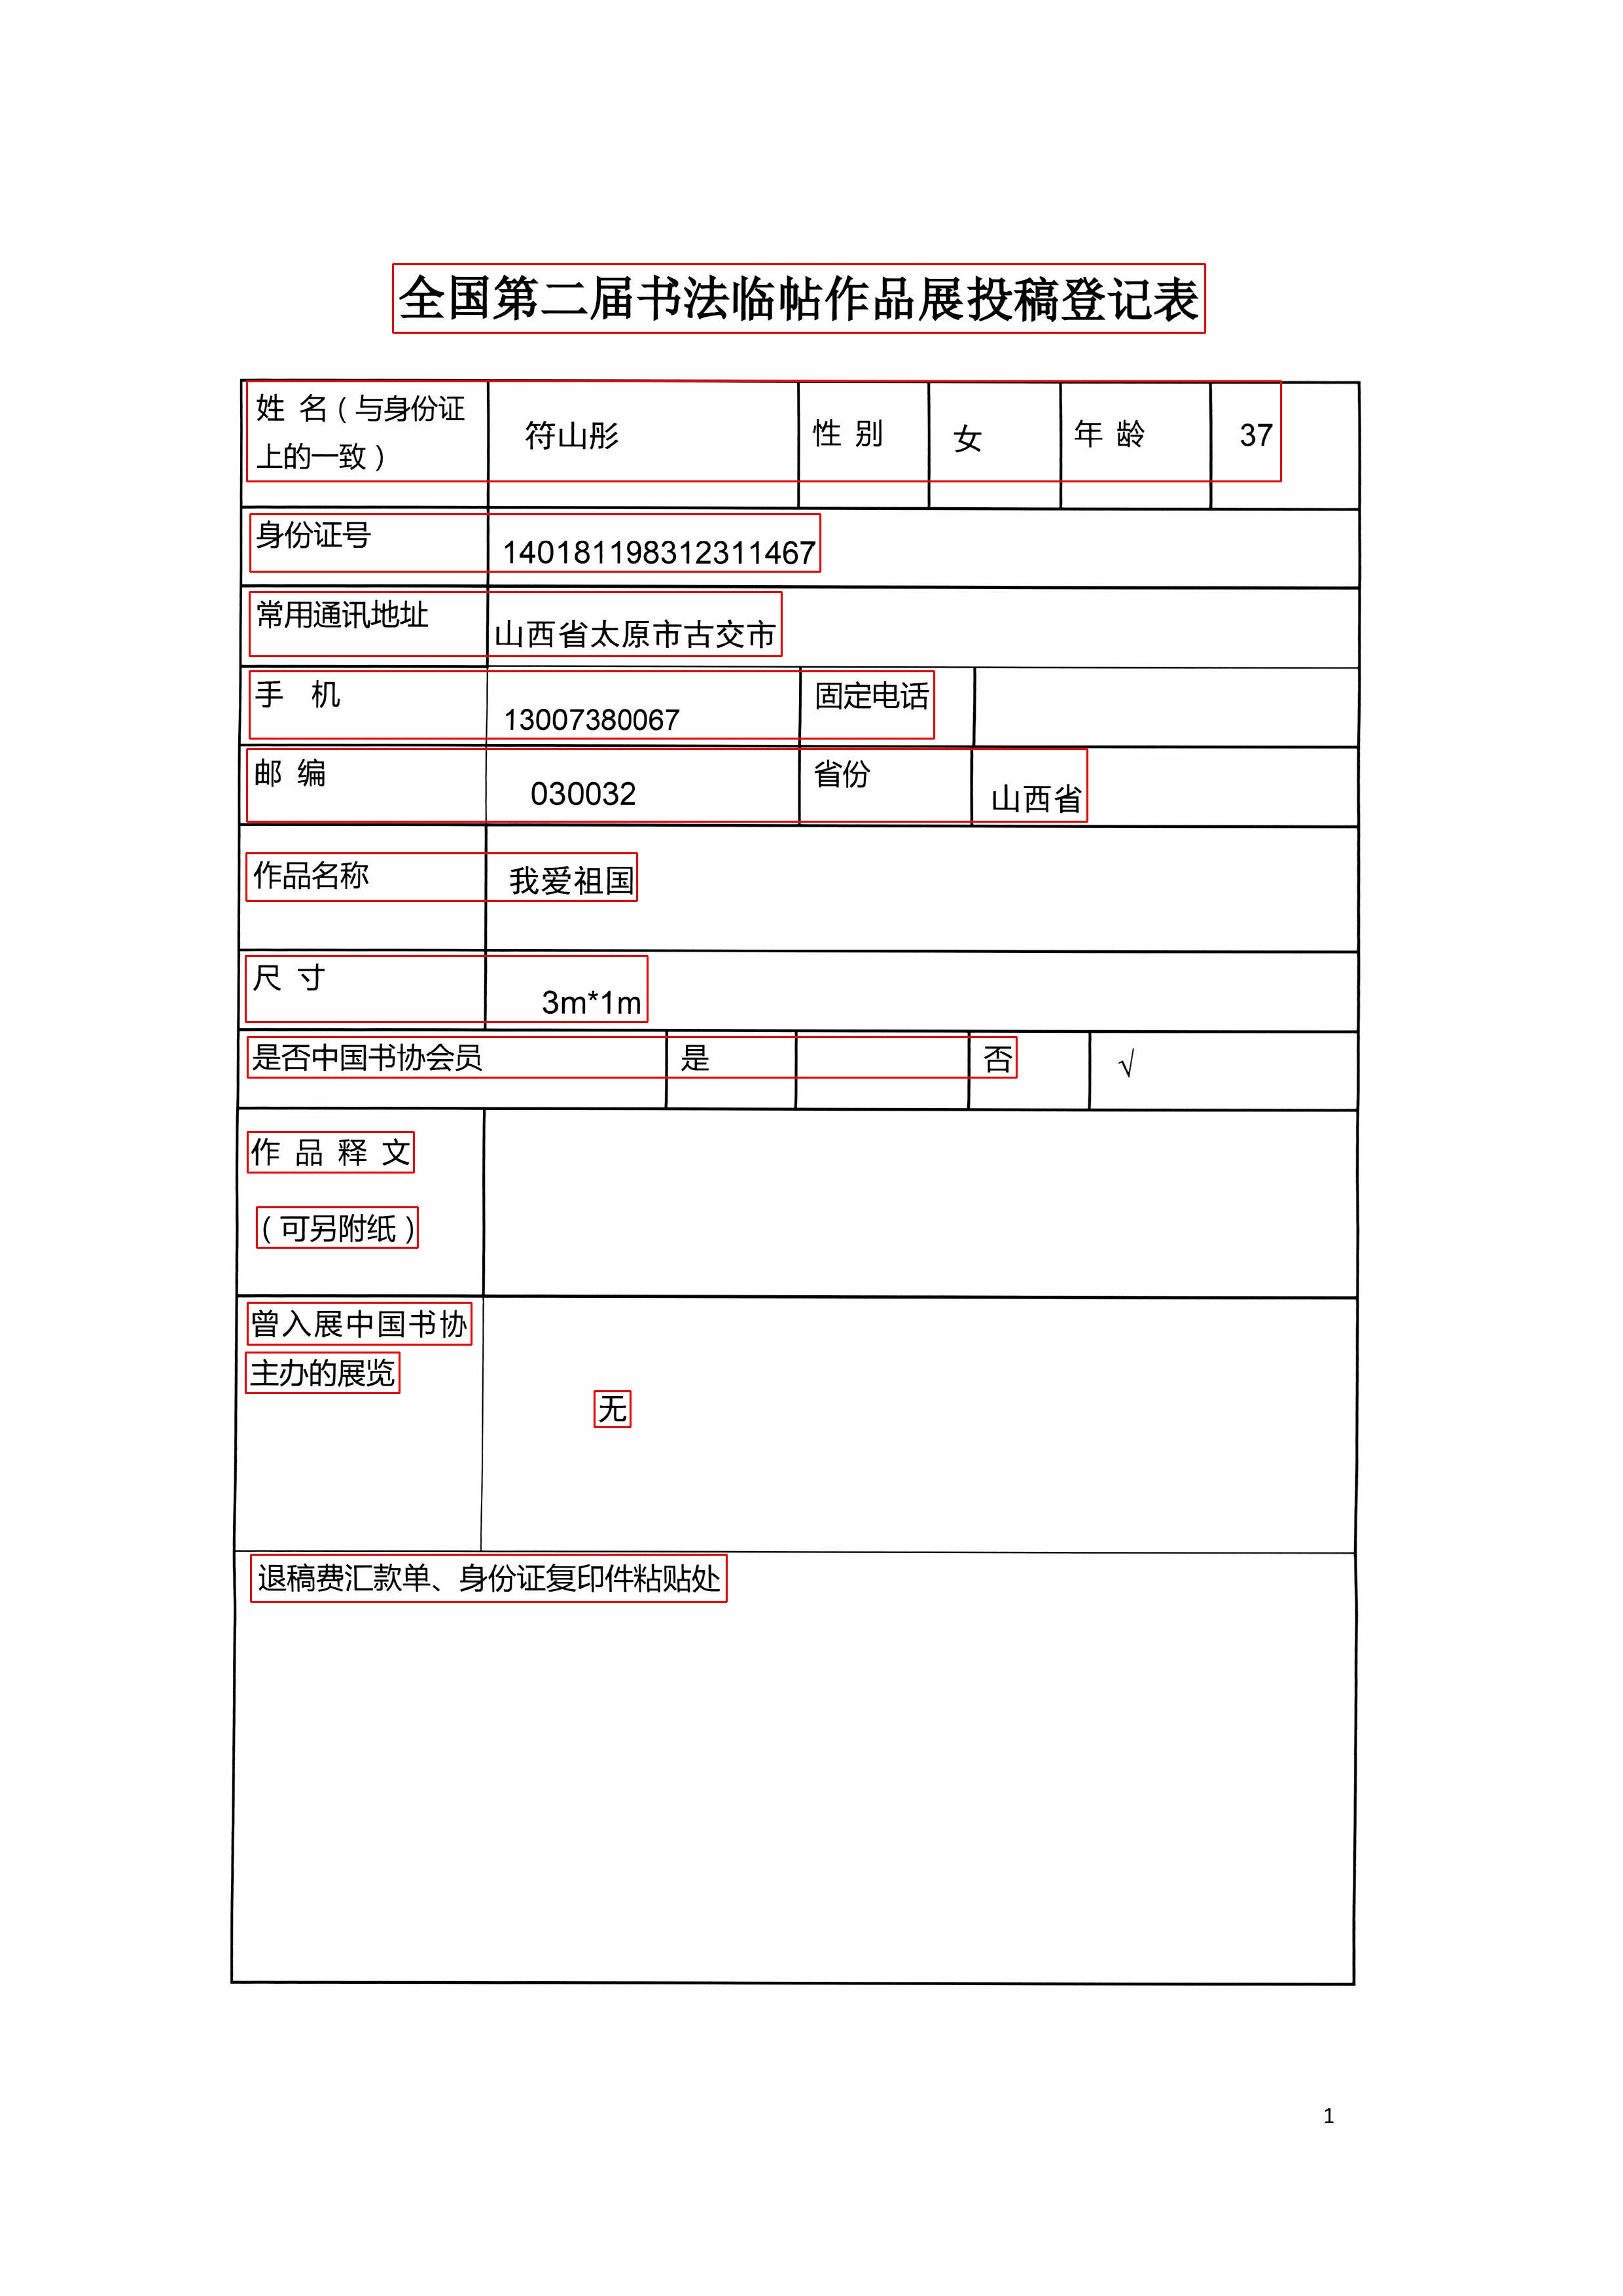 全国第二届书法临帖作品展投稿登记表
姓 名（与身份证上的一致） 符山彤 性 别 女 年 龄 37
身份证号 140181198312311467
常用通讯地址 山西省太原市古交市
手 机 13007380067 固定电话
邮 编 030032 省份 山西省
作品名称 我爱祖国
尺 寸 3m*1m
是否中国书协会员 是 否 √
作 品 释 文
（可另附纸）
曾入展中国书协
主办的展览
无
退稿费汇款单、身份证复印件粘贴处
1